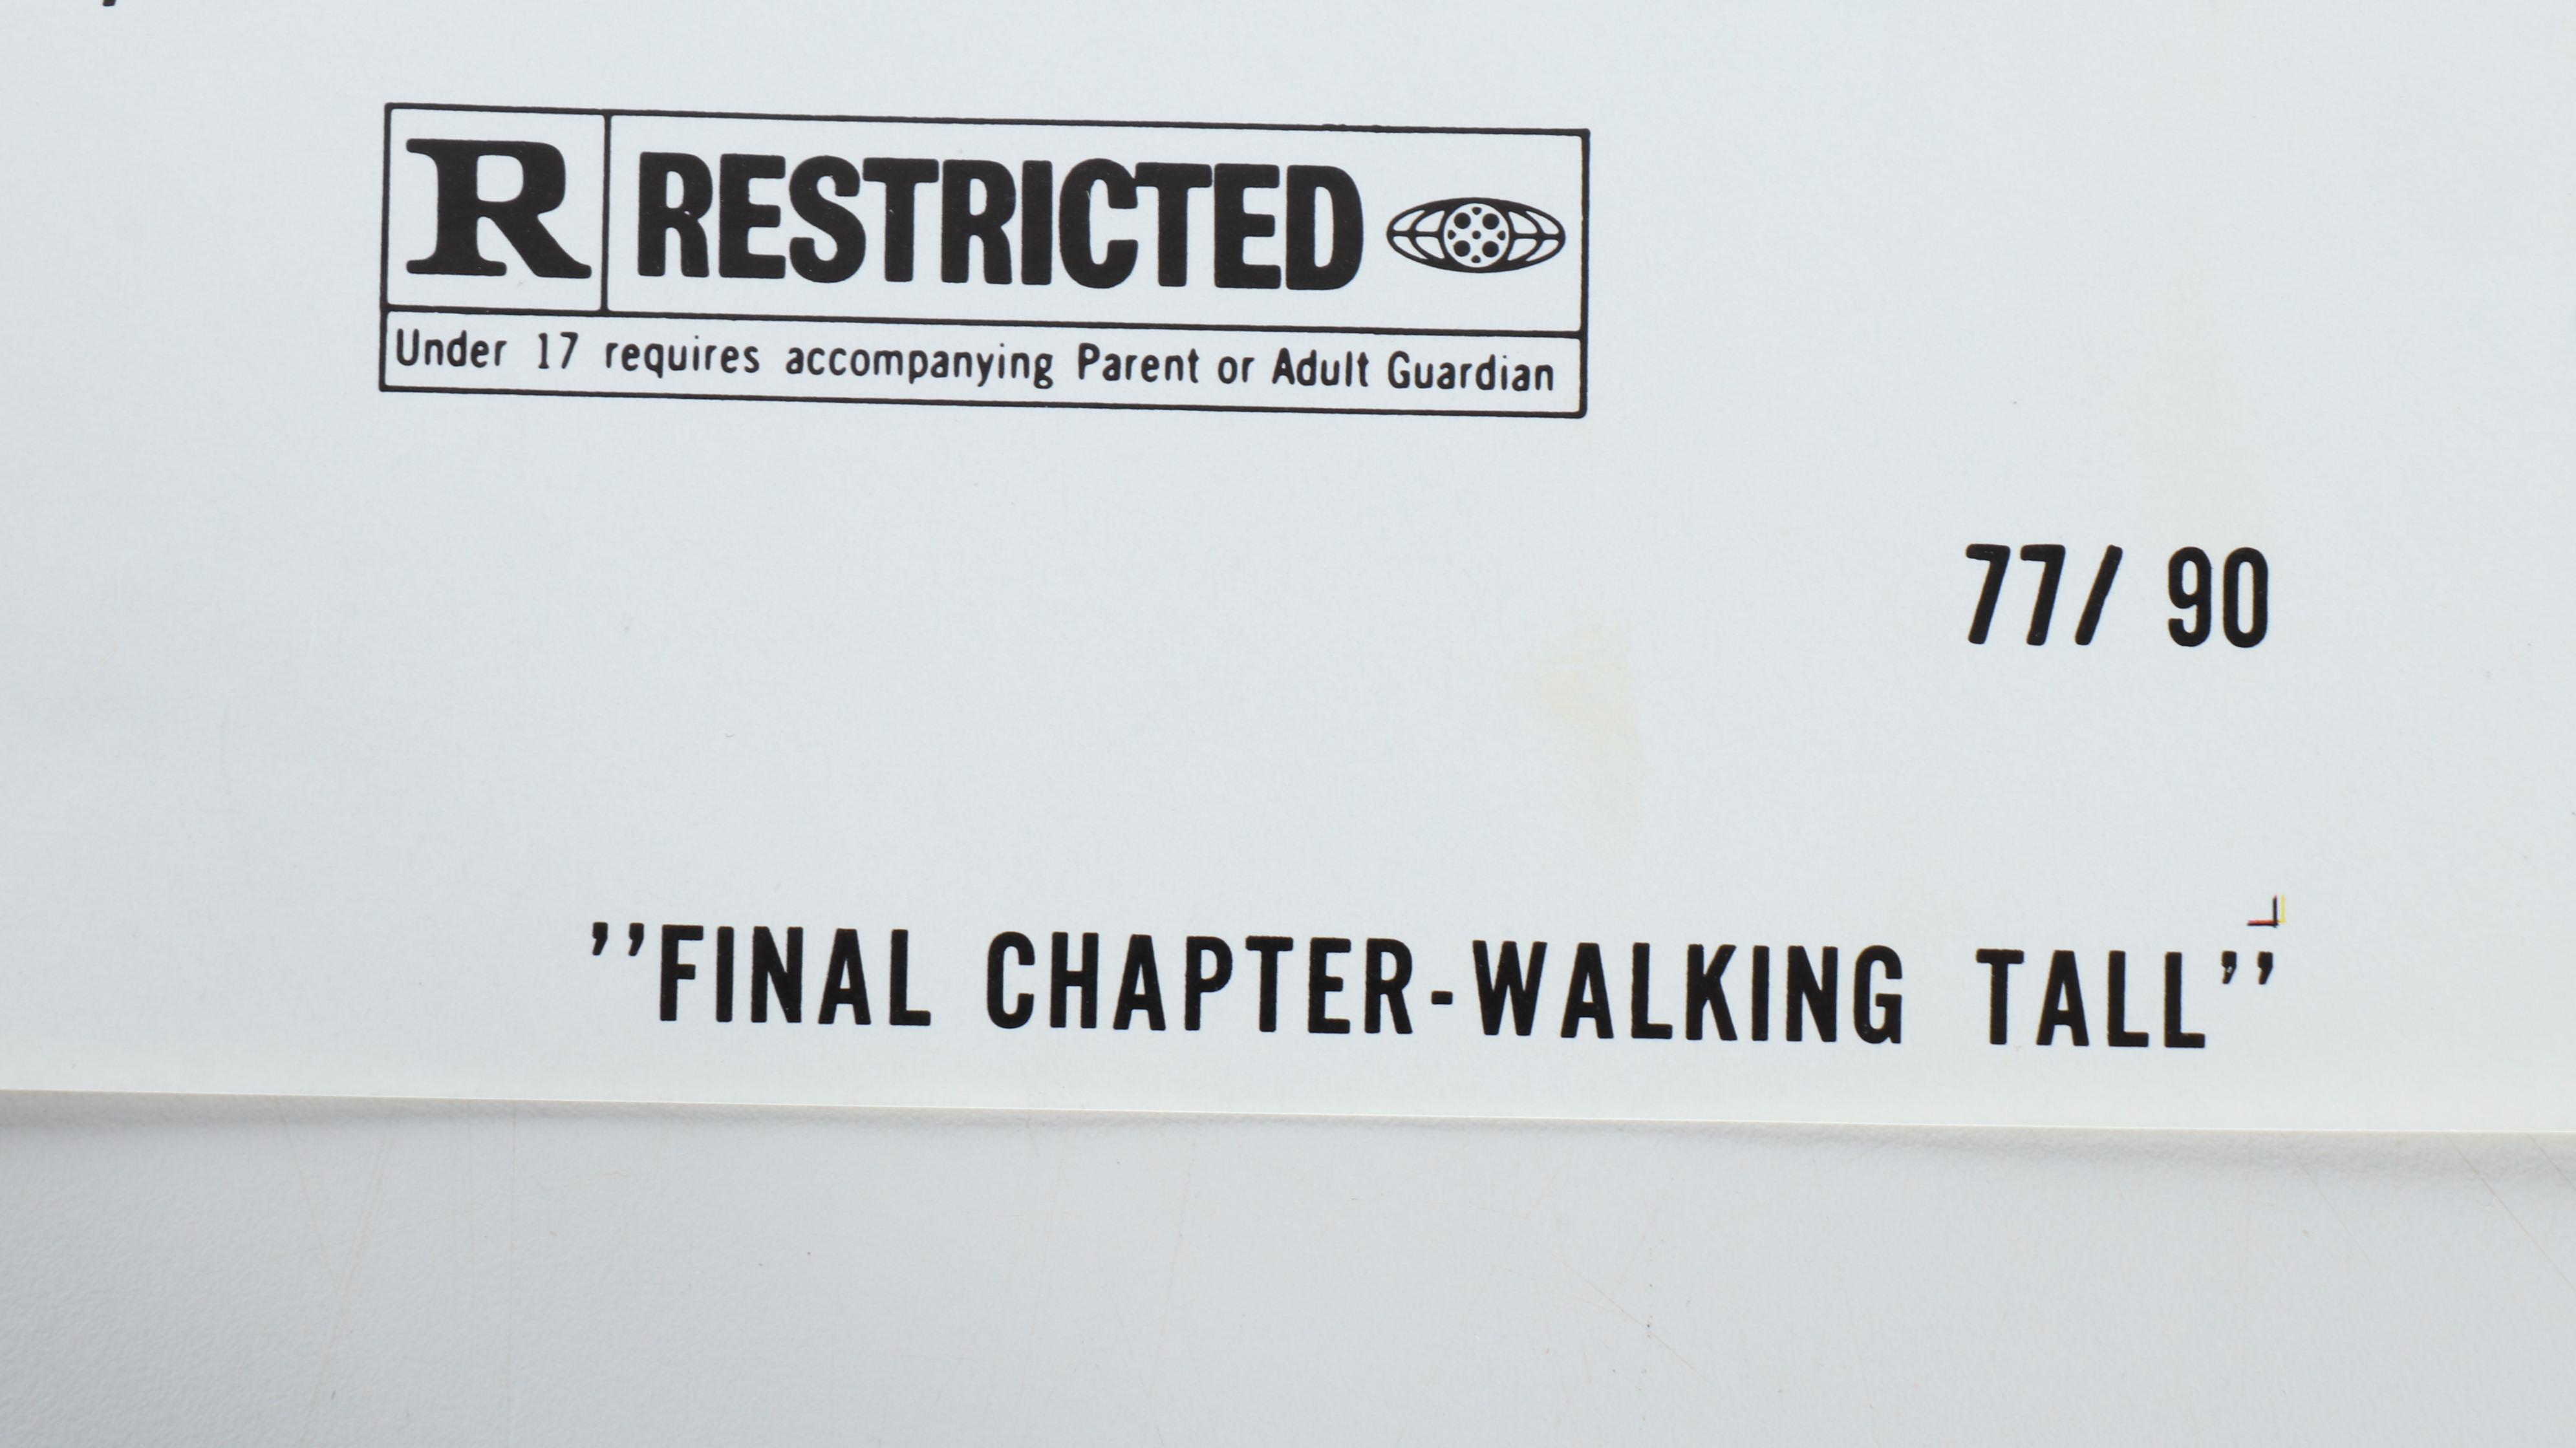 R RESTRICTED
Under 17 requires accompanying Parent or Adult Guardian
77/ 90
’’FINAL CHAPTER-WALKING TALL’’